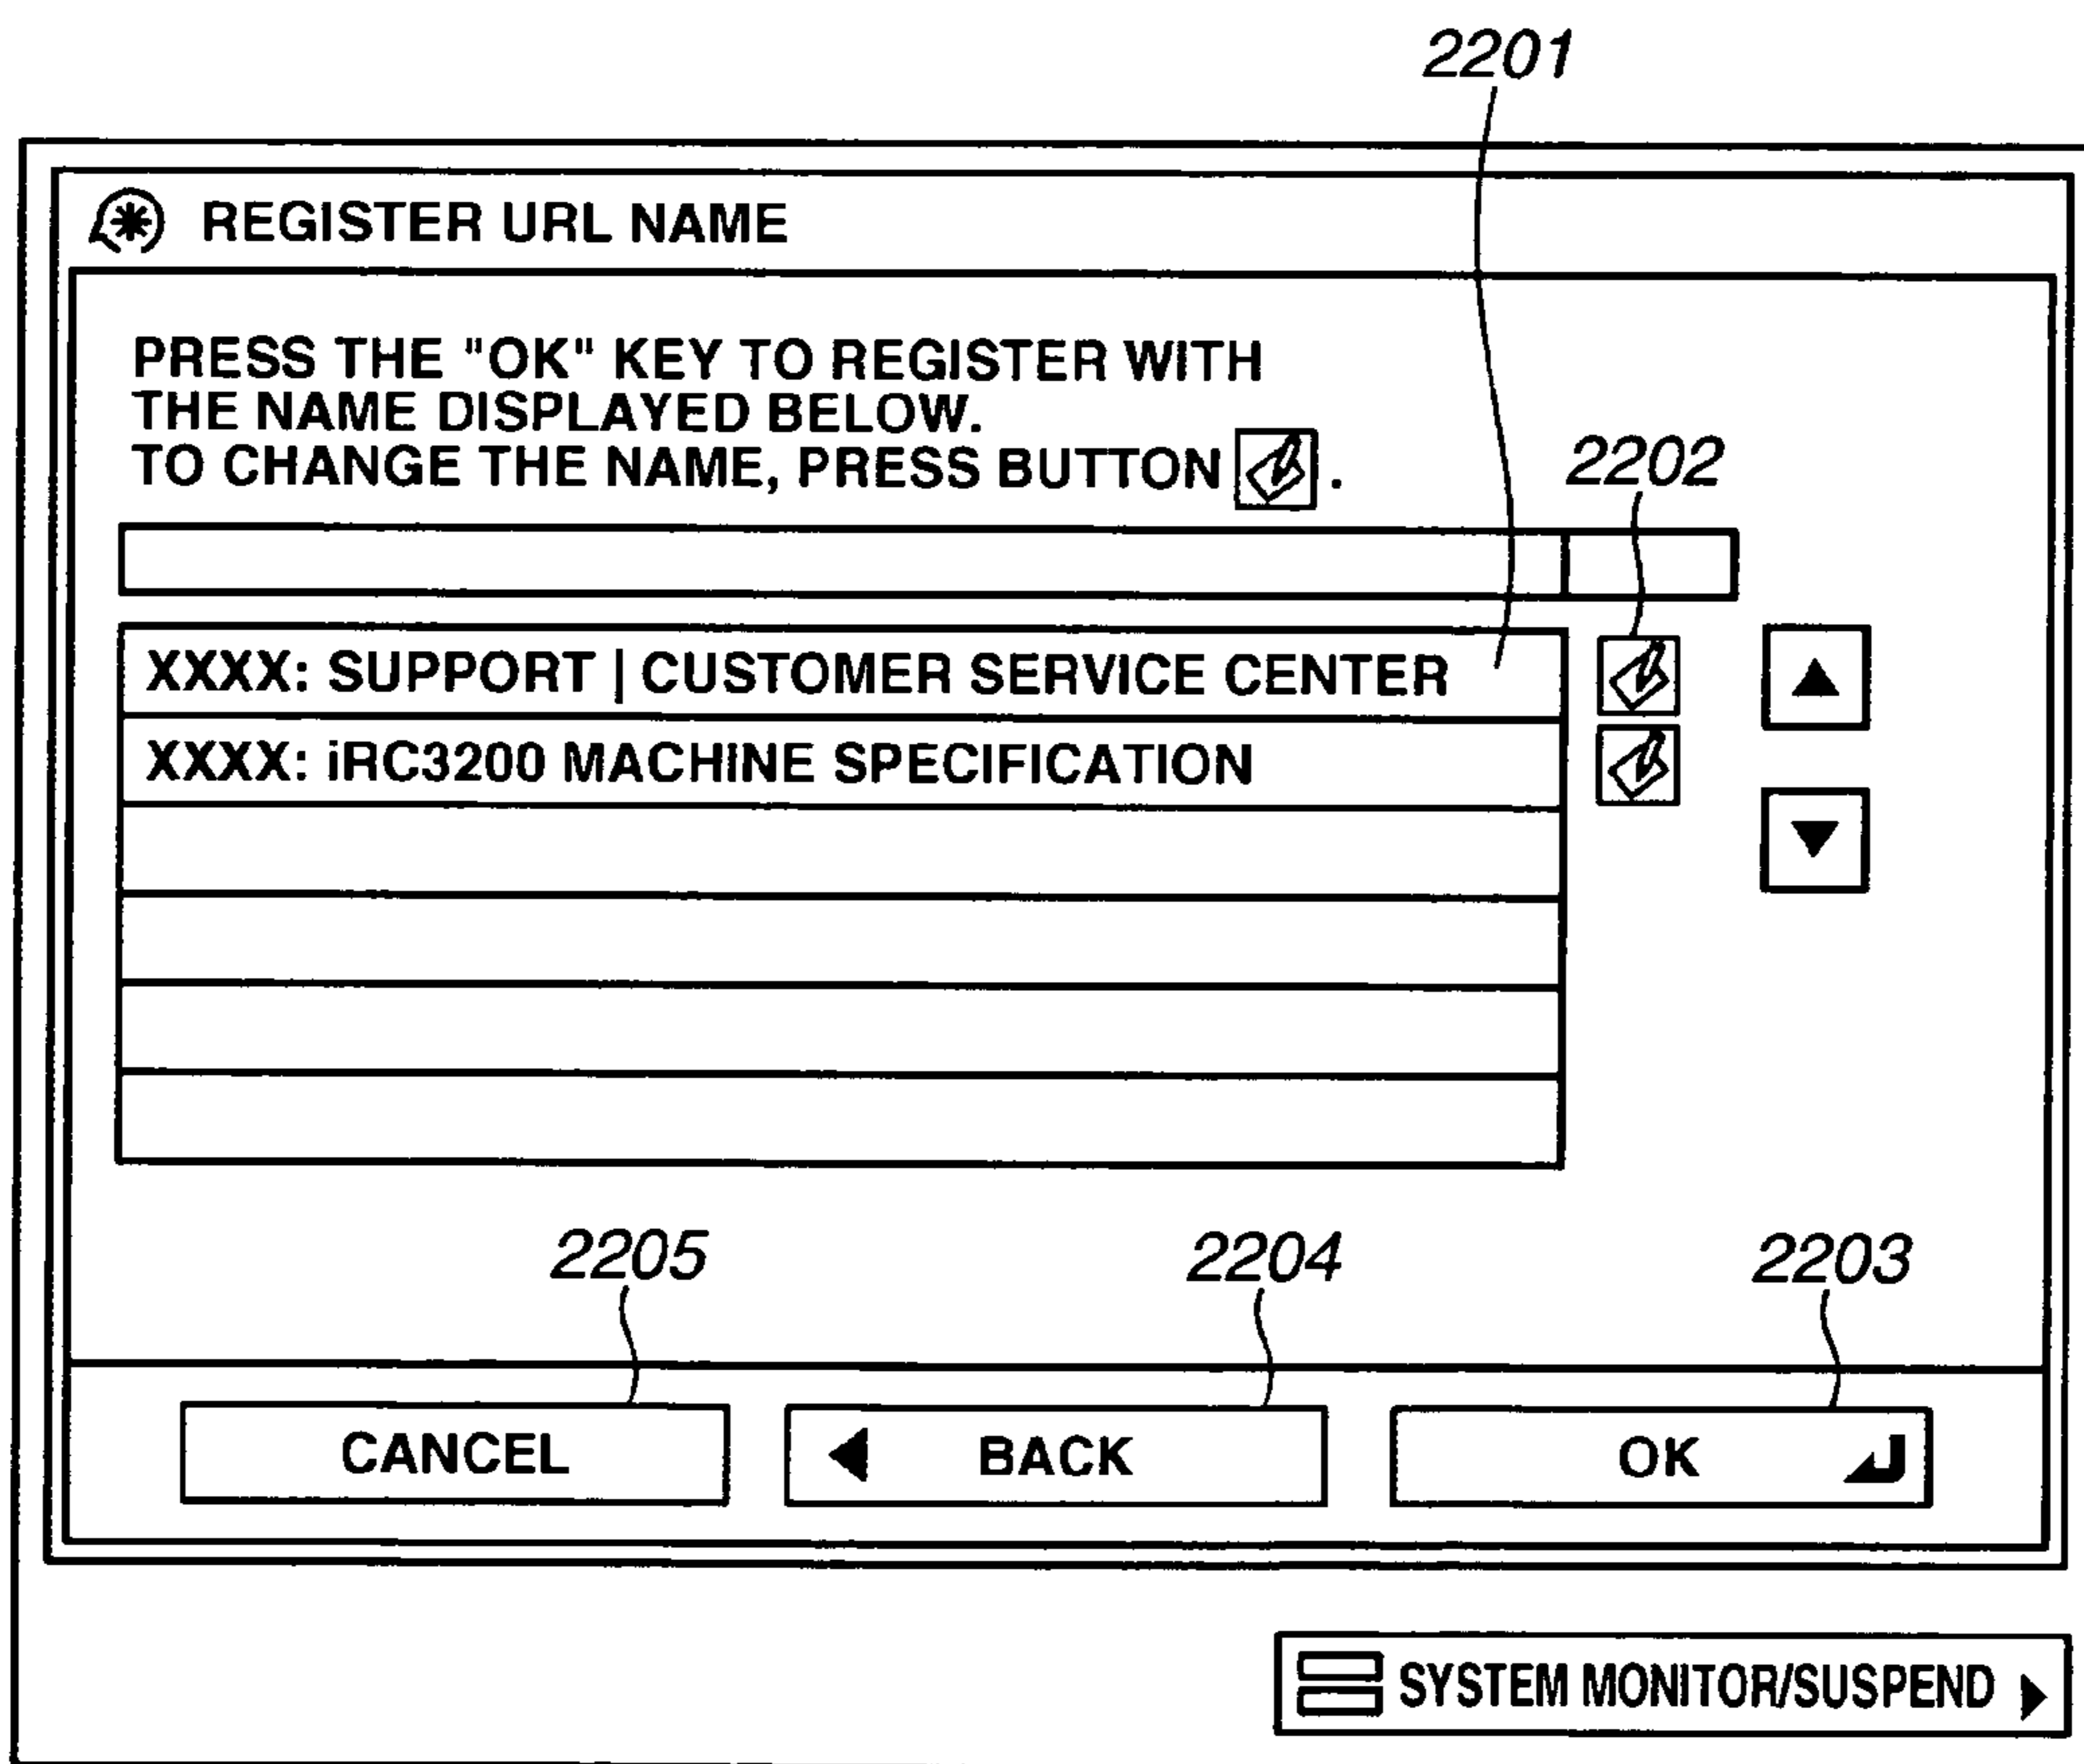 2201
REGISTER URL NAME
PRESS THE "OK" KEY TO REGISTER WITH
THE NAME DISPLAYED BELOW.
TO CHANGE THE NAME, PRESS BUTTON .
2202
XXXX: SUPPORT | CUSTOMER SERVICE CENTER
XXXX: iRC3200 MACHINE SPECIFICATION
2205 2204 2203
CANCEL BACK OK
SYSTEM MONITOR/SUSPEND